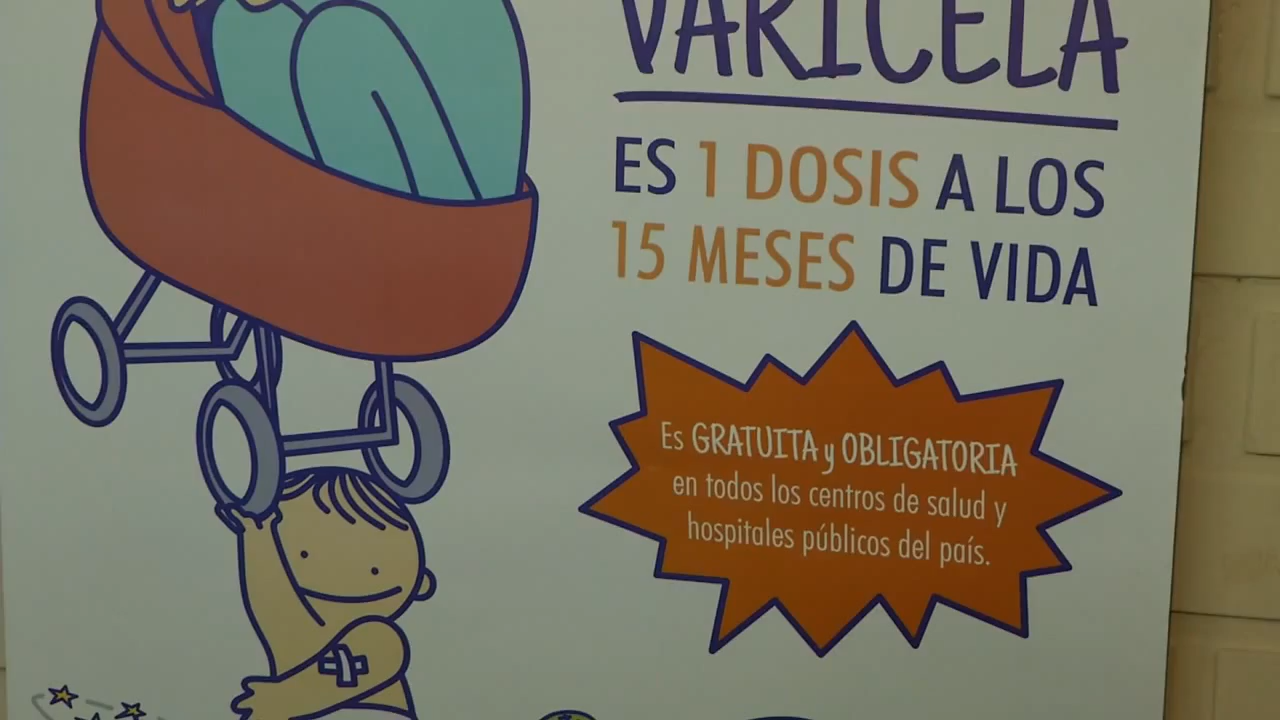 VARICELA
ES 1 DOSIS A LOS
15 MESES DE VIDA
Es GRATUITA y OBLIGATORIA
en todos los centros de salud y
hospitales públicos del país.